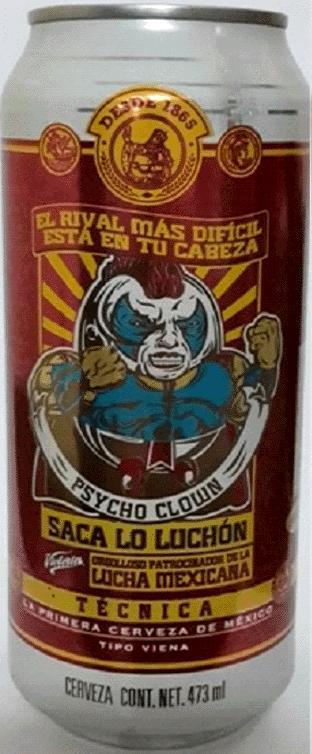 DESDE 1865
EL RIVAL MÁS DIFÍCIL
ESTÁ EN TU CABEZA
PSYCHO CLOWN
SACA LO LUCHÓN
Victoria
ORGULLOSO PATROCINADOR DE LA
LUCHA MEXICANA
TÉCNICA
LA PRIMERA CERVEZA DE MÉXICO
TIPO VIENA
CERVEZA CONT. NET. 473 ml